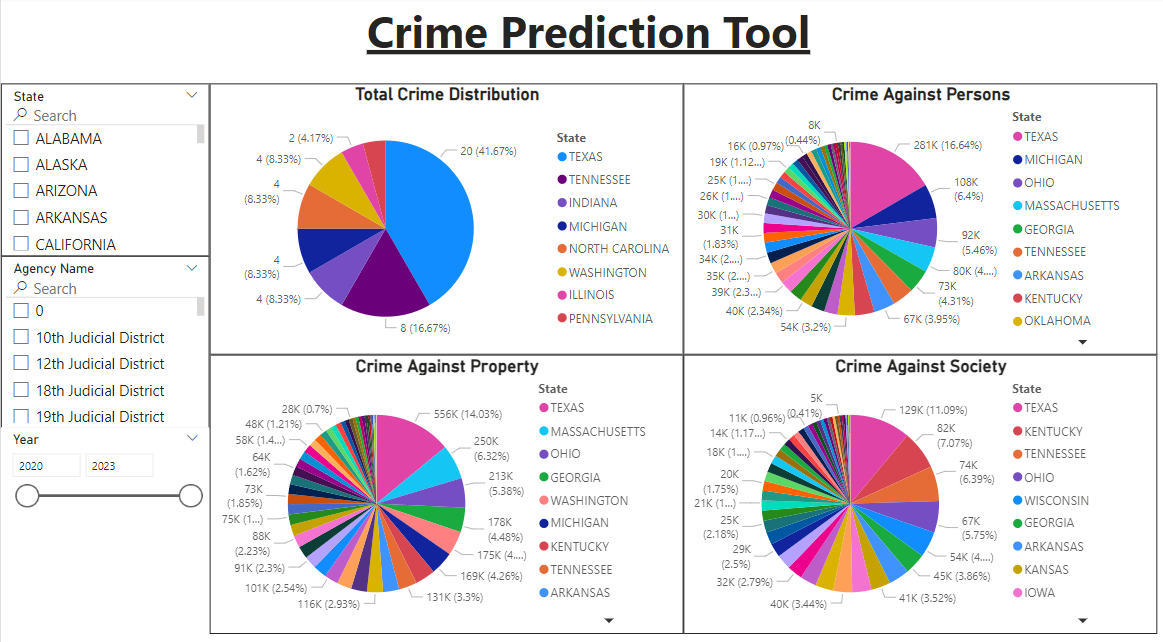 Crime Prediction Tool
State
Search
ALABAMA
ALASKA
ARIZONA
ARKANSAS
CALIFORNIA
Agency Name
Search
0
10th Judicial District
12th Judicial District
18th Judicial District
19th Judicial District
Year
2020 2023
Total Crime Distribution
2 (4.17%)
4 (8.33%)
4
(8.33%)
4
(8.33%)
4 (8.33%)
20 (41.67%)
8 (16.67%)
State
TEXAS
TENNESSEE
INDIANA
MICHIGAN
NORTH CAROLINA
WASHINGTON
ILLINOIS
PENNSYLVANIA
Crime Against Persons
8K
(0.44%)
16K (0.97%)
19K (1.12...)
25K (1....)
26K (1....)
30K (1...)
31K
(1.83%)
34K (2....)
35K (2....)
39K (2.3...)
40K (2.34%)
54K (3.2%)
281K (16.64%)
108K
(6.4%)
92K
(5.46%)
80K (4....)
73K
(4.31%)
67K (3.95%)
State
TEXAS
MICHIGAN
OHIO
MASSACHUSETTS
GEORGIA
TENNESSEE
ARKANSAS
KENTUCKY
OKLAHOMA
Crime Against Property
28K (0.7%)
48K (1.21%)
58K (1.4...)
64K
(1.62%)
73K
(1.85%)
75K (1...)
88K
(2.23%)
91K (2.3%)
101K (2.54%)
116K (2.93%)
556K (14.03%)
250K
(6.32%)
213K
(5.38%)
178K
(4.48%)
175K (4....)
169K (4.26%)
131K (3.3%)
State
TEXAS
MASSACHUSETTS
OHIO
GEORGIA
WASHINGTON
MICHIGAN
KENTUCKY
TENNESSEE
ARKANSAS
Crime Against Society
5K
(0.41%)
11K (0.96%)
14K (1.17...)
18K (1....)
20K
(1.75%)
21K (1...)
25K
(2.18%)
29K
(2.5%)
32K (2.79%)
40K (3.44%)
129K (11.09%)
82K
(7.07%)
74K
(6.39%)
67K
(5.75%)
54K (4....)
45K (3.86%)
41K (3.52%)
State
TEXAS
KENTUCKY
TENNESSEE
OHIO
WISCONSIN
GEORGIA
ARKANSAS
KANSAS
IOWA